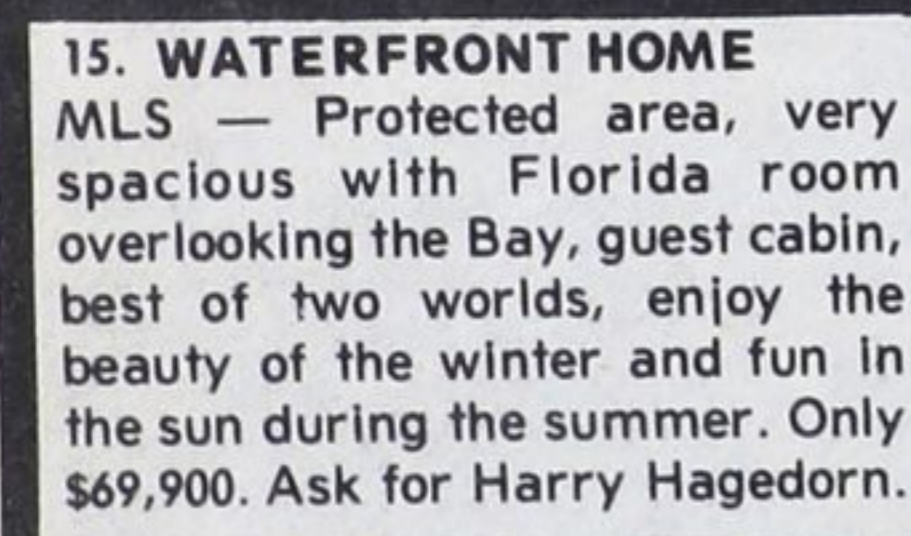 15. WATERFRONT HOME
MLS — Protected area, very
spacious with Florida room
overlooking the Bay, guest cabin,
best of two worlds, enjoy the
beauty of the winter and fun in
the sun during the summer. Only
$69,900. Ask for Harry Hagedorn.